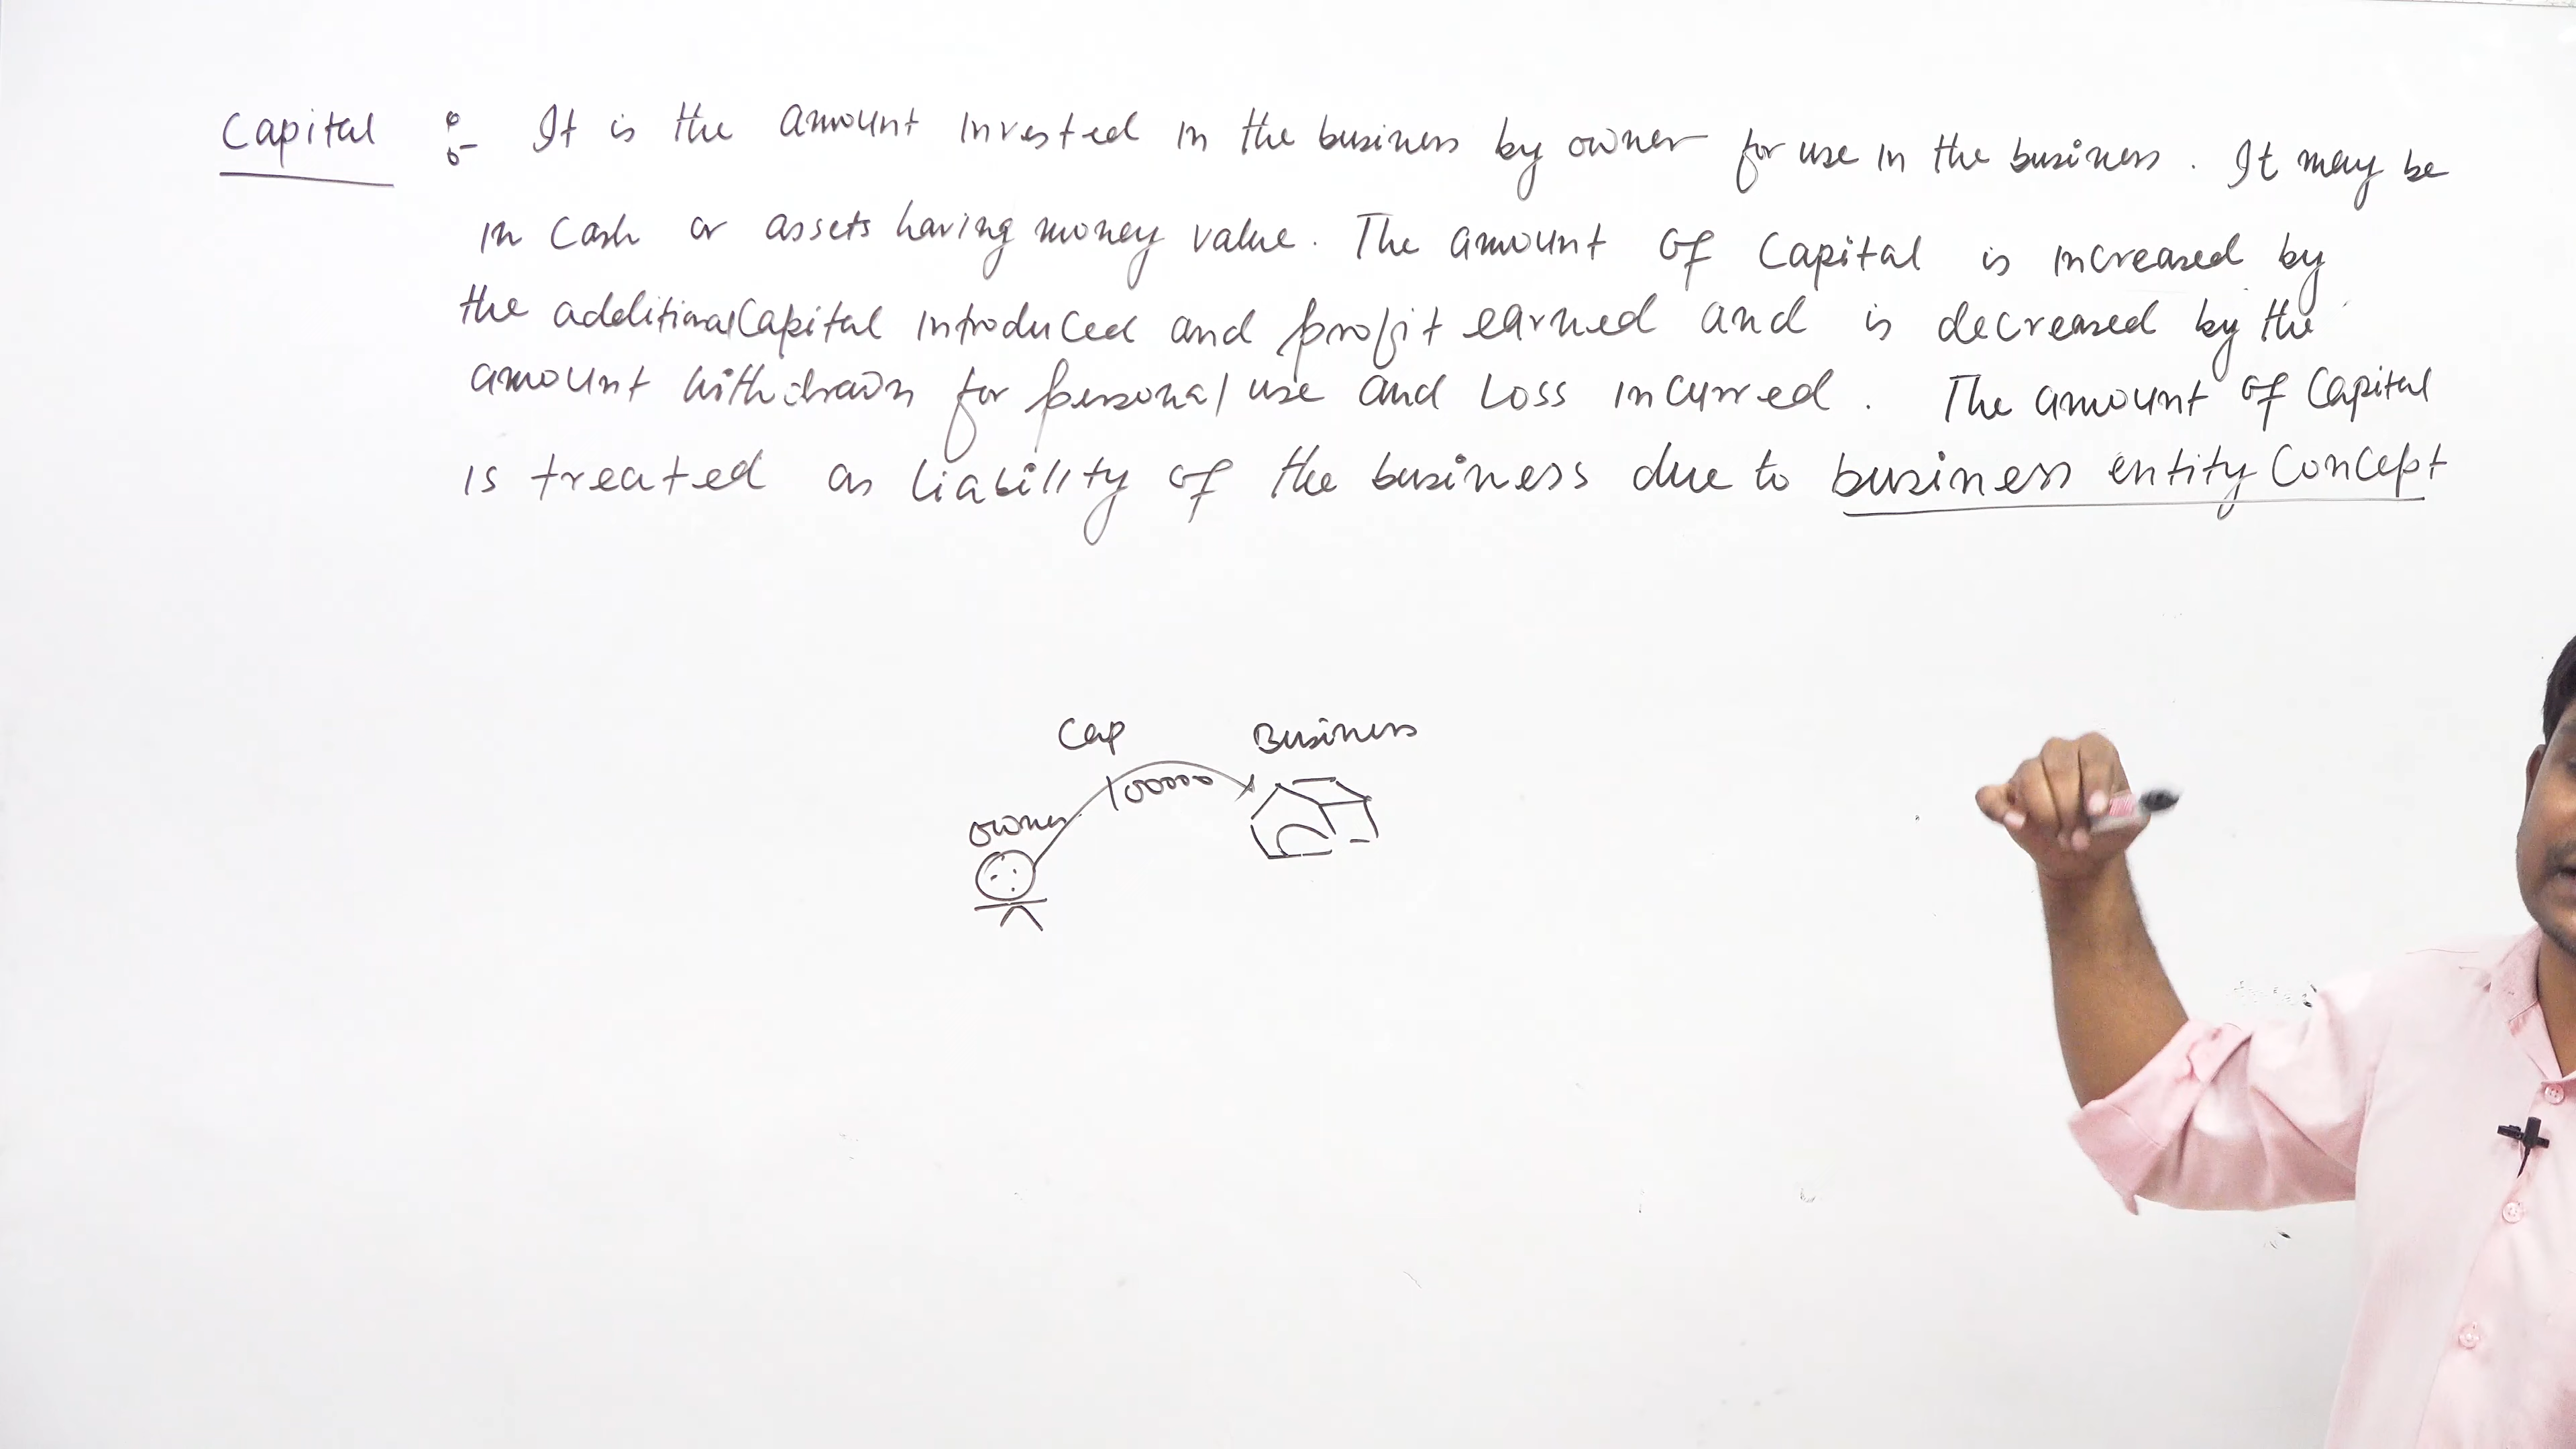 Capital :- It is the amount invested in the business by owner for use in the business. It may be
in Cash or assets having money value. The amount of Capital is increased by
the additional Capital introduced and profit earned and is decreased by the
amount withdrawn for personal use and Loss incurred. The amount of Capital
is treated as liability of the business due to business entity Concept
Cap Business
100000
owner